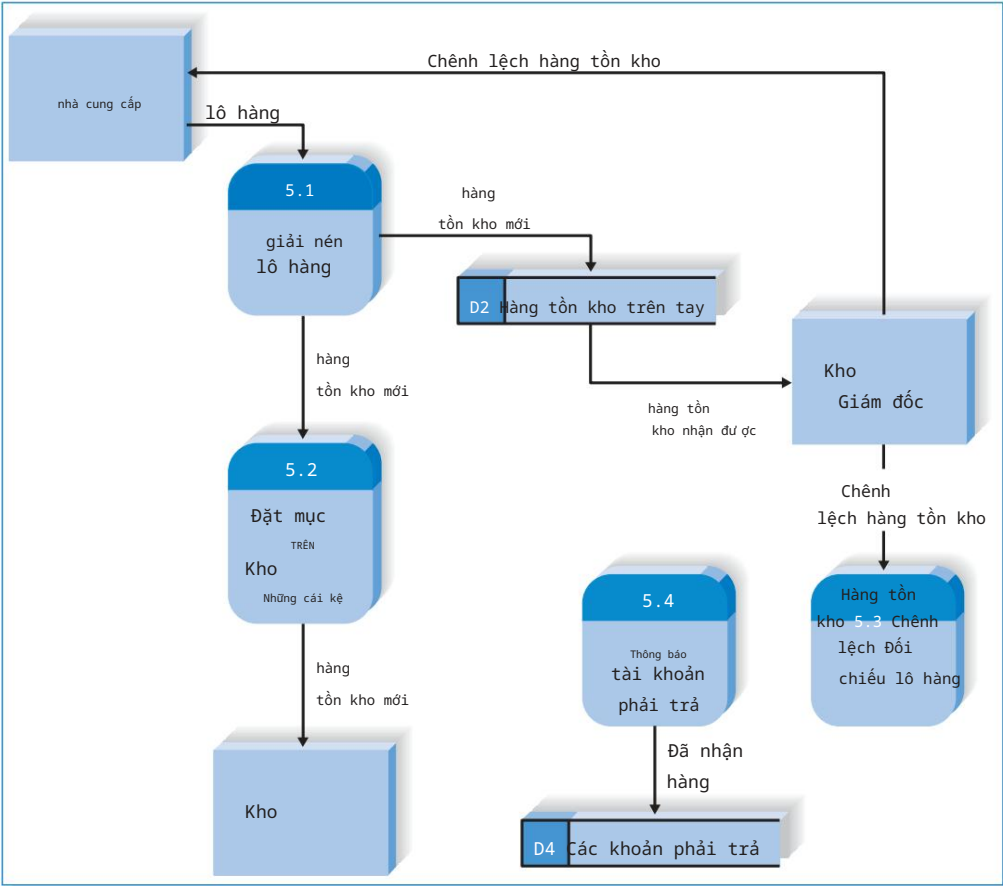 Chênh lệch hàng tồn kho
nhà cung cấp
lô hàng
5.1
giải nén
lô hàng
hàng
tồn kho mới
D2 Hàng tồn kho trên tay
hàng
tồn kho mới
Kho
Giám đốc
hàng tồn
kho nhận được
5.2
Đặt mục
TRÊN
Kho
Những cái kệ
Chênh
lệch hàng tồn kho
5.4
Thông báo
tài khoản
phải trả
Hàng tồn
kho 5.3 Chênh
lệch Đối
chiếu lô hàng
hàng
tồn kho mới
Đã nhận
hàng
Kho
D4 Các khoản phải trả